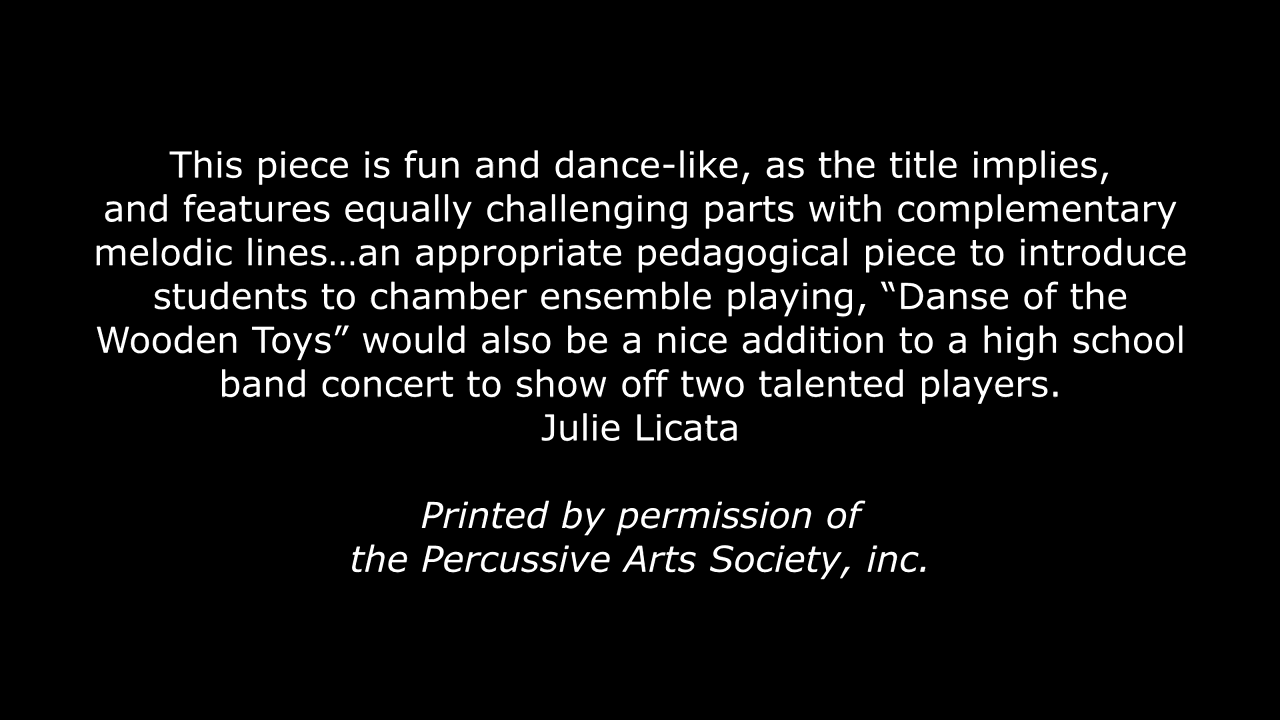 This piece is fun and dance-like, as the title implies,
and features equally challenging parts with complementary
melodic lines…an appropriate pedagogical piece to introduce
students to chamber ensemble playing, “Danse of the
Wooden Toys” would also be a nice addition to a high school
band concert to show off two talented players.
Julie Licata
Printed by permission of
the Percussive Arts Society, inc.